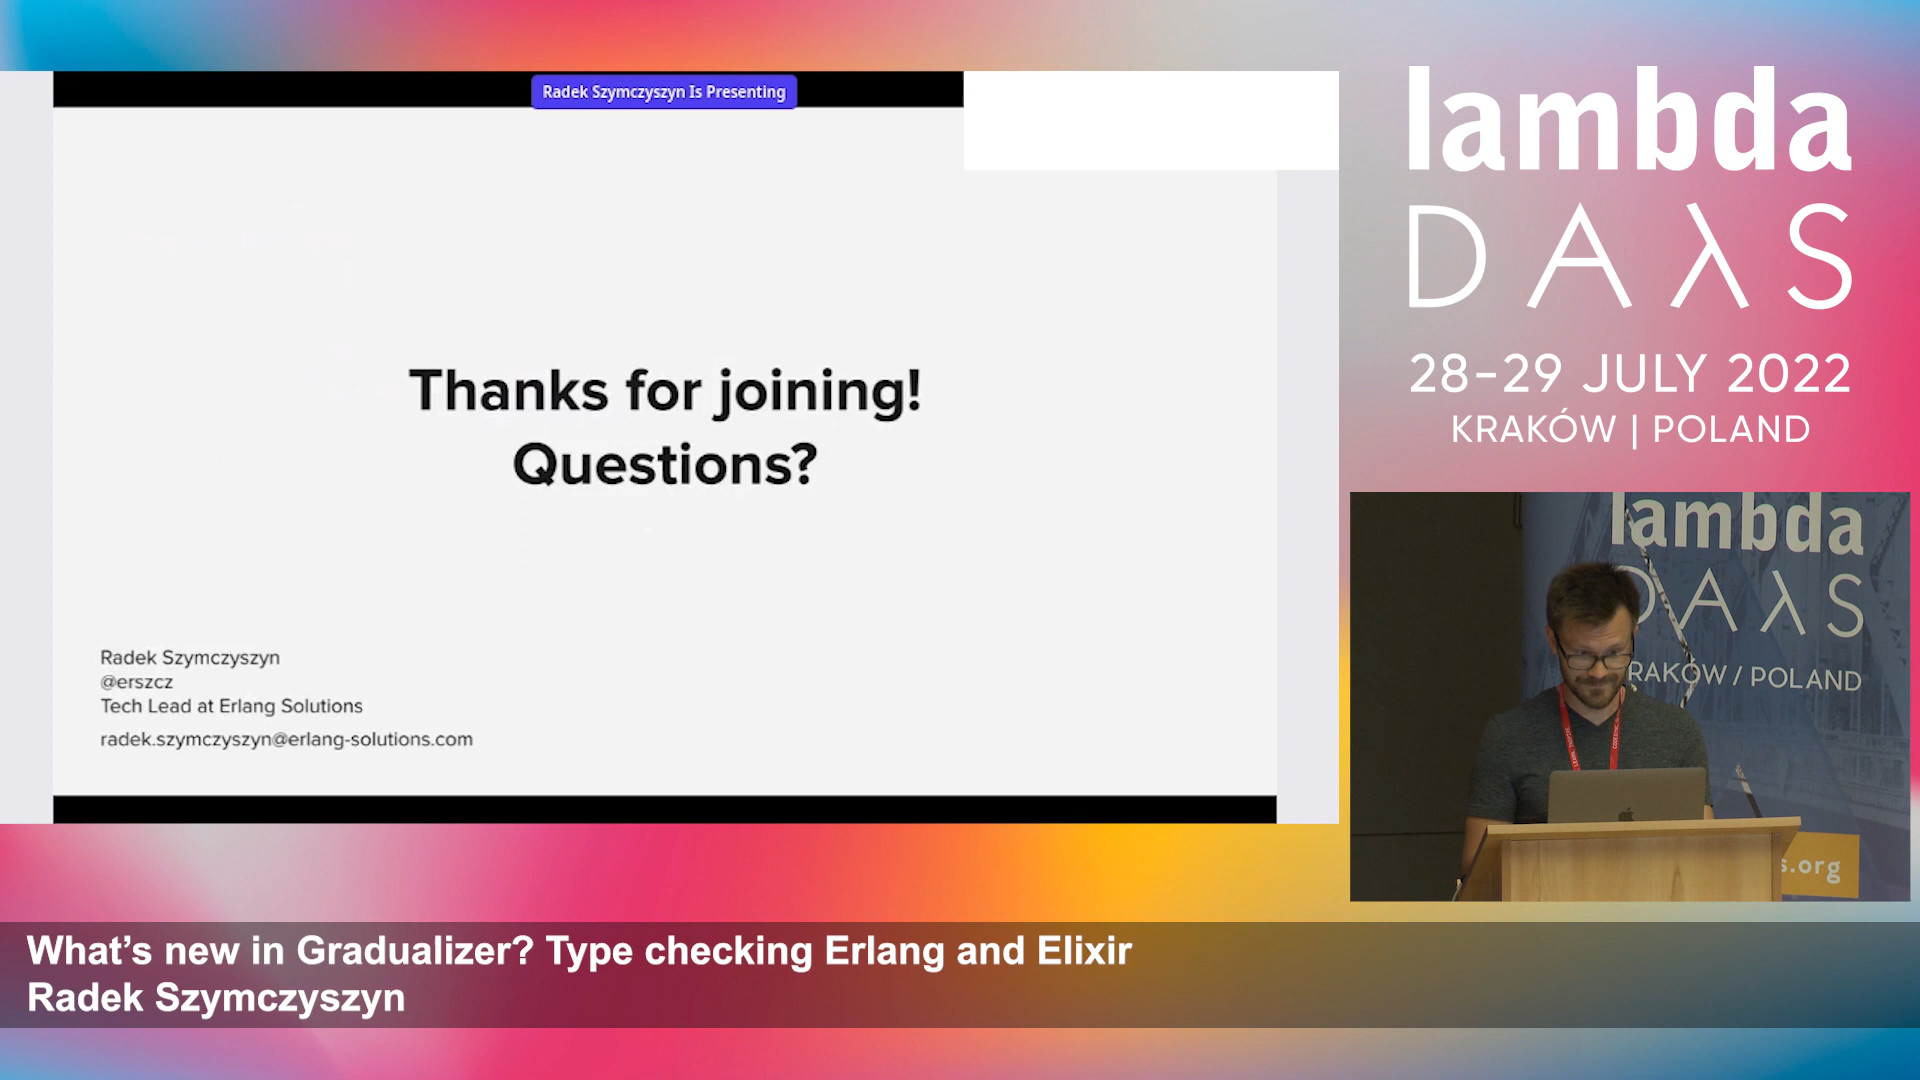 Radek Szymczyszyn Is Presenting
Thanks for joining!
Questions?
Radek Szymczyszyn
@erszcz
Tech Lead at Erlang Solutions
radek.szymczyszyn@erlang-solutions.com
lambda
DAλS
28-29 JULY 2022
KRAKÓW | POLAND
lambda
DAλS
RAKÓW / POLAND
s.org
What's new in Gradualizer? Type checking Erlang and Elixir
Radek Szymczyszyn